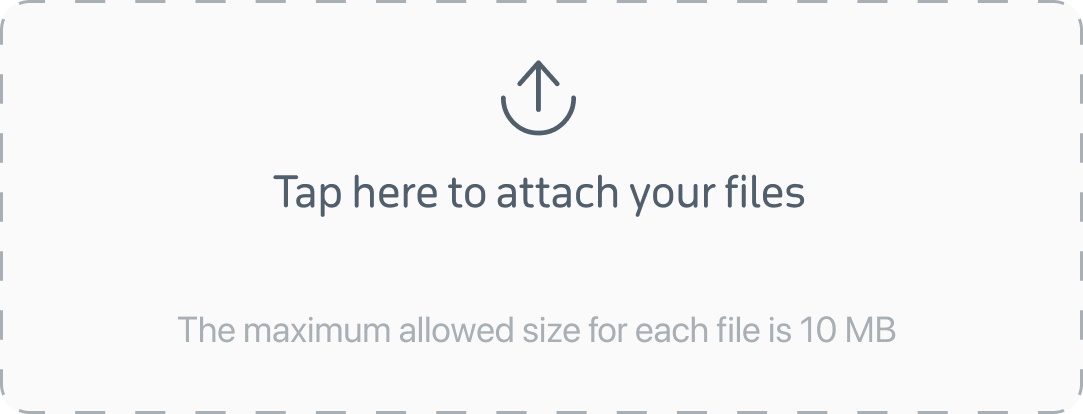 Tap here to attach your files
The maximum allowed size for each file is 10 MB